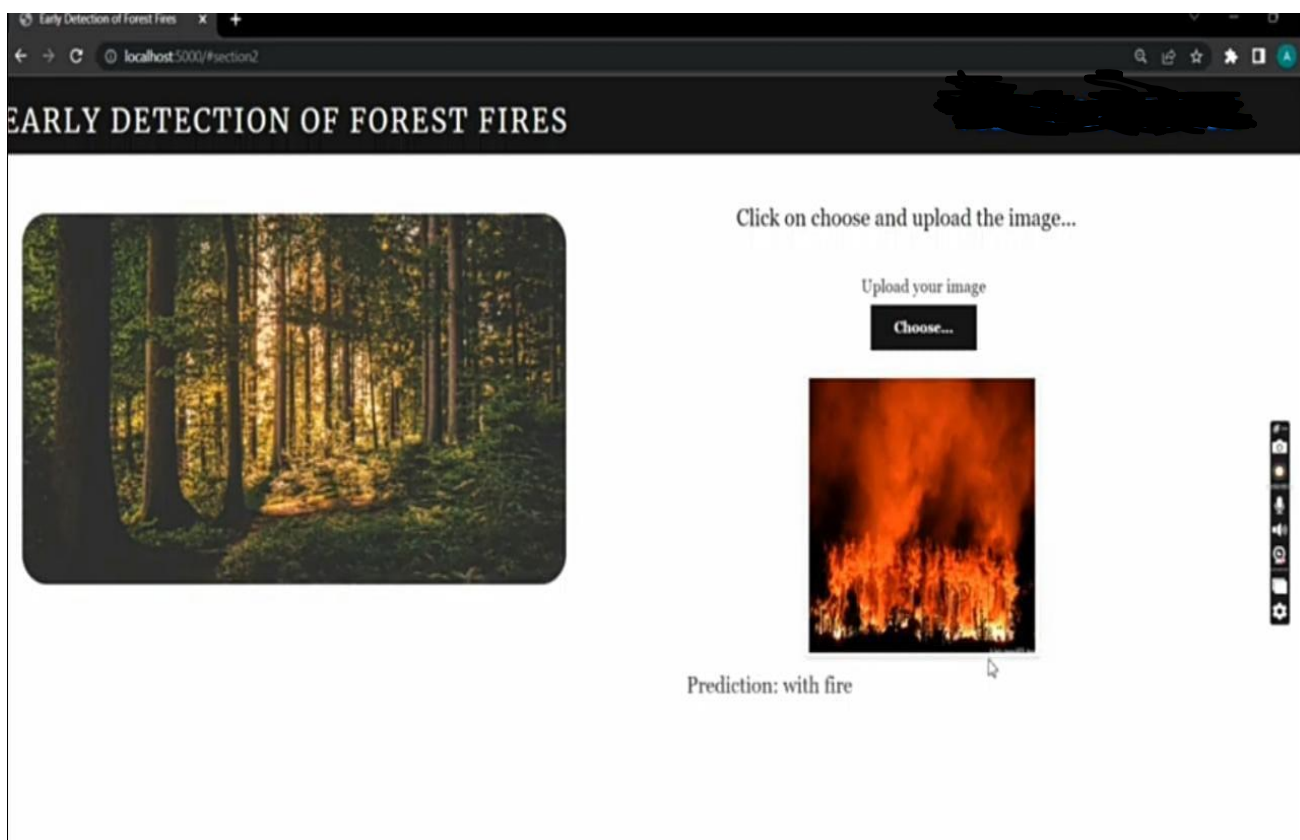 Early Detection of Forest Fires
localhost:5000/#section2
A
EARLY DETECTION OF FOREST FIRES
Click on choose and upload the image...
Upload your image
Choose...
Prediction: with fire